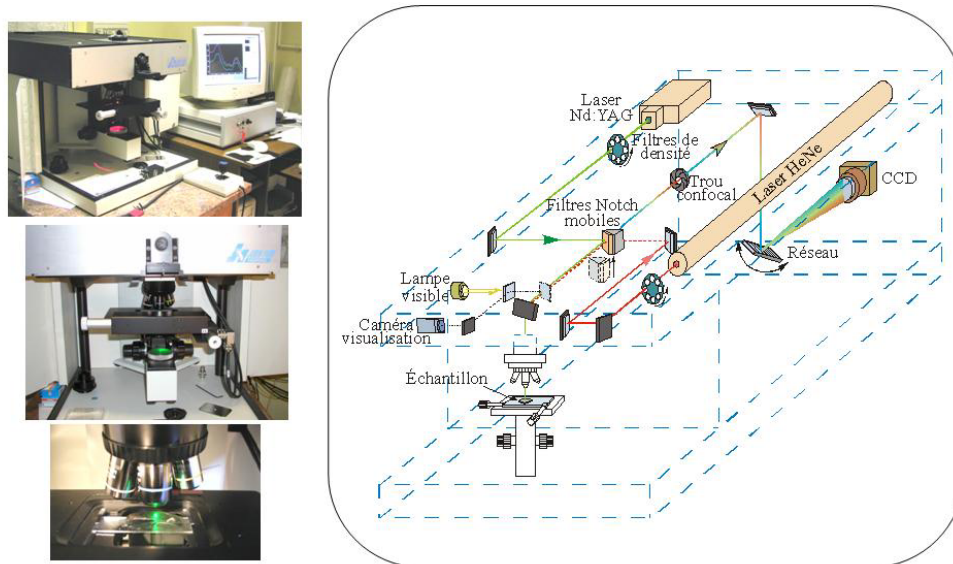 Laser
Nd:YAG
Filtres de
densité
Trou
confocal
Laser HeNe
CCD
Filtres Notch
mobiles
Réseau
Lampe
visible
Caméra
visualisation
Échantillon